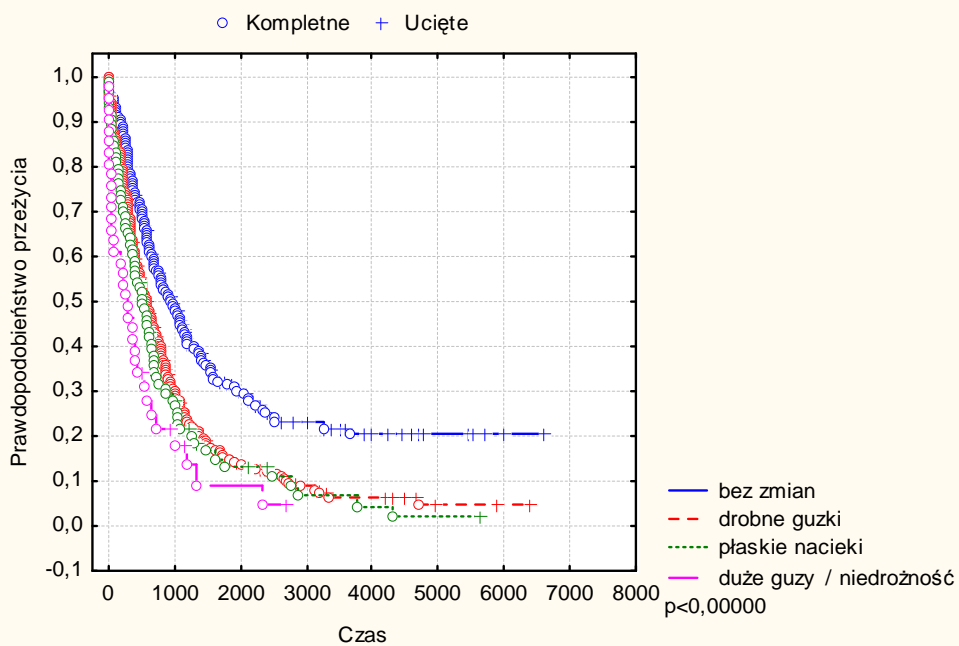 Kompletne Ucięte
Prawdopodobieństwo przeżycia
1,0
0,9
0,8
0,7
0,6
0,5
0,4
0,3
0,2
0,1
0,0
-0,1
0 1000 2000 3000 4000 5000 6000 7000 8000
Czas
bez zmian
drobne guzki
płaskie nacieki
duże guzy / niedrożność
p<0,00000